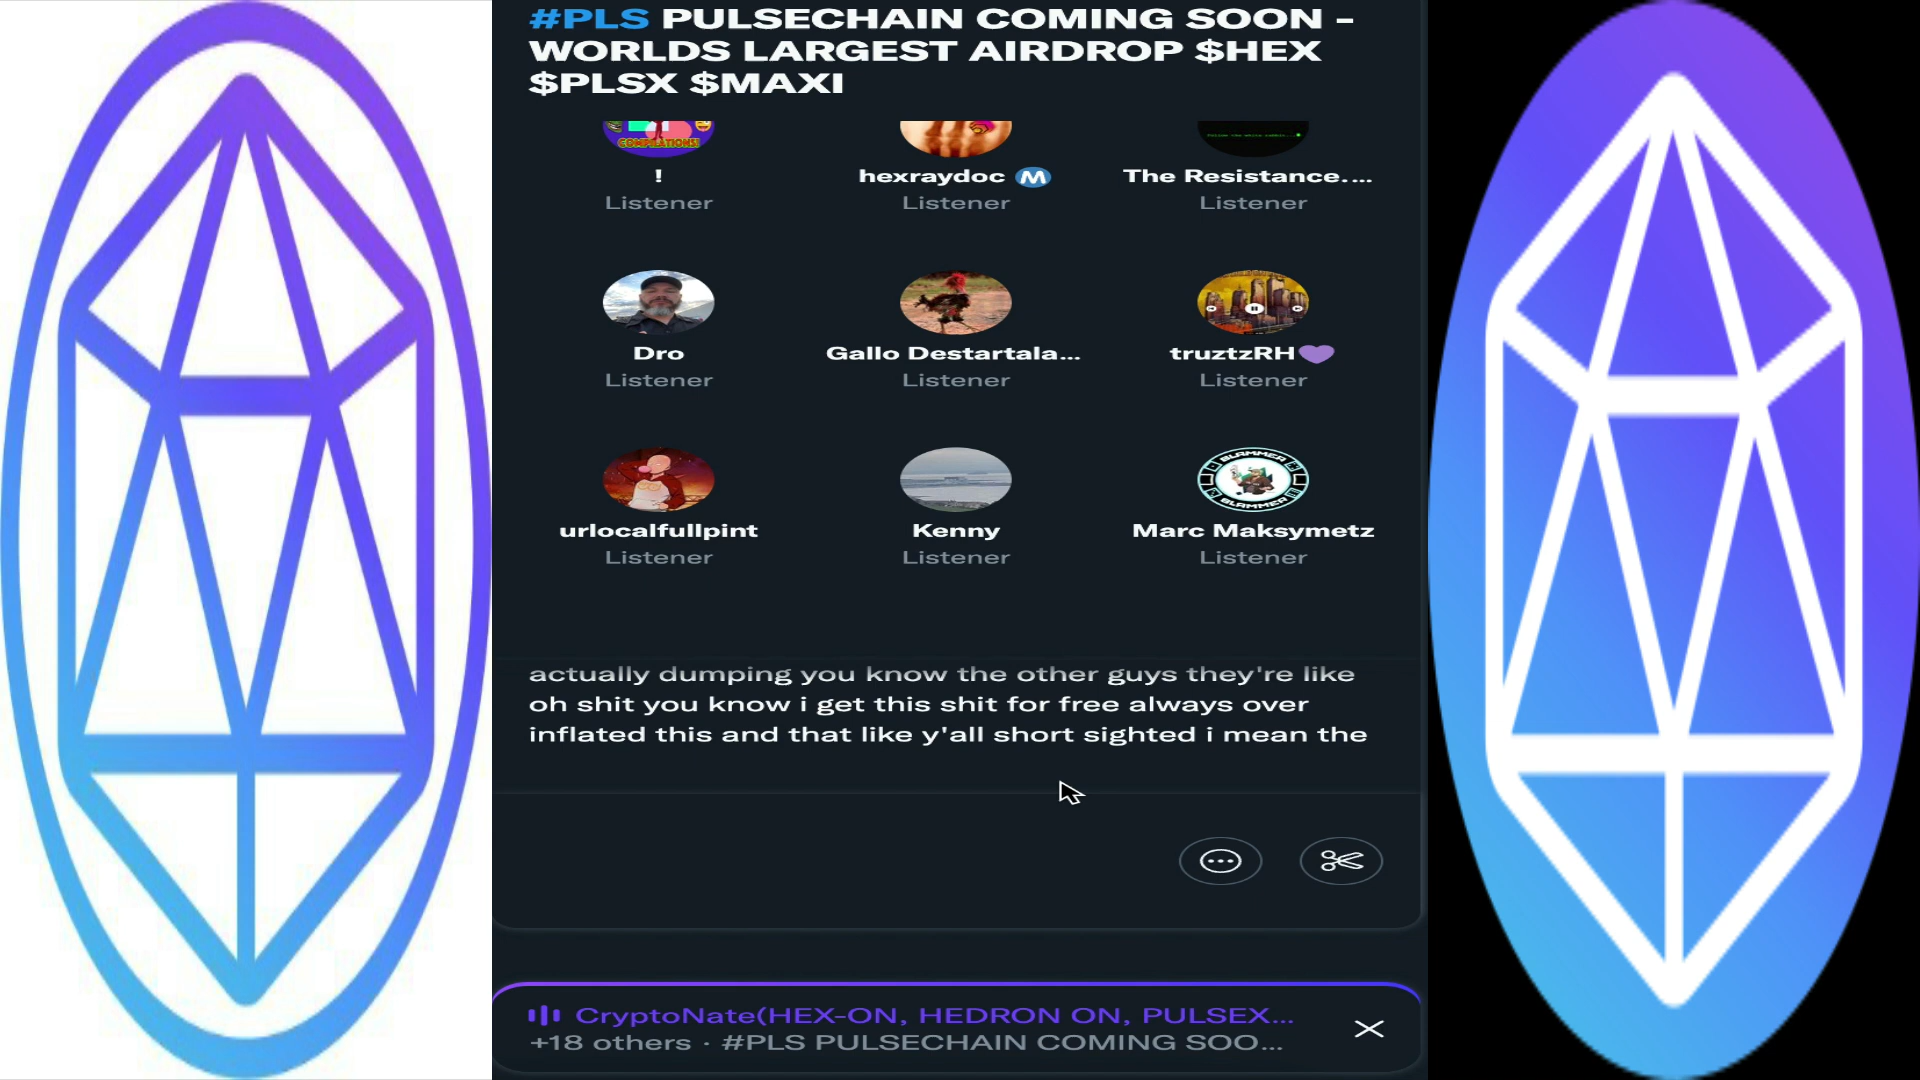 #PLS PULSECHAIN COMING SOON -
WORLDS LARGEST AIRDROP $HEX
$PLSX $MAXI
COMPILATIONS!
! hexraydoc M The Resistance....
Listener Listener Listener
Dro Gallo Destartala... truztzRH
Listener Listener Listener
SLAMMER
SLAMMER
urlocalfullpint Kenny Marc Maksymetz
Listener Listener Listener
actually dumping you know the other guys they're like
oh shit you know i get this shit for free always over
inflated this and that like y'all short sighted i mean the
CryptoNate(HEX-ON, HEDRON ON, PULSEX...
+18 others · #PLS PULSECHAIN COMING SOO...